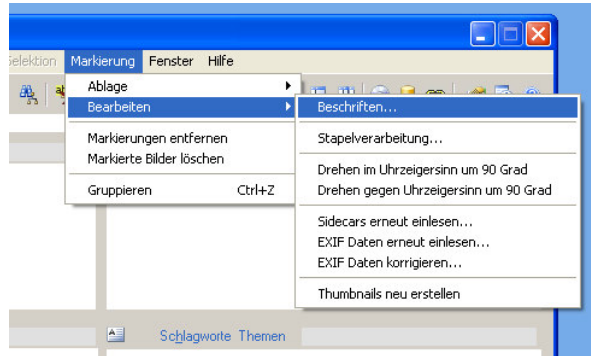 Selektion Markierung Fenster Hilfe
Ablage
Bearbeiten
Markierungen entfernen
Markierte Bilder löschen
Gruppieren Ctrl+Z
Beschriften...
Stapelverarbeitung...
Drehen im Uhrzeigersinn um 90 Grad
Drehen gegen Uhrzeigersinn um 90 Grad
Sidecars erneut einlesen...
EXIF Daten erneut einlesen...
EXIF Daten korrigieren...
Thumbnails neu erstellen
Schlagworte Themen